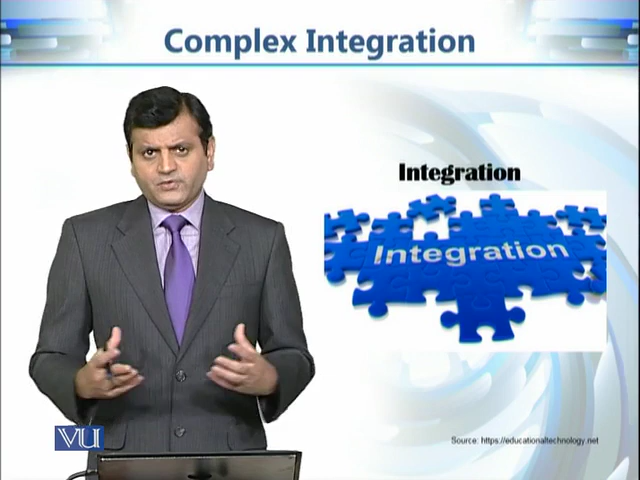 Complex Integration
Integration
Integration
VU
Source: https://educationaltechnology.net